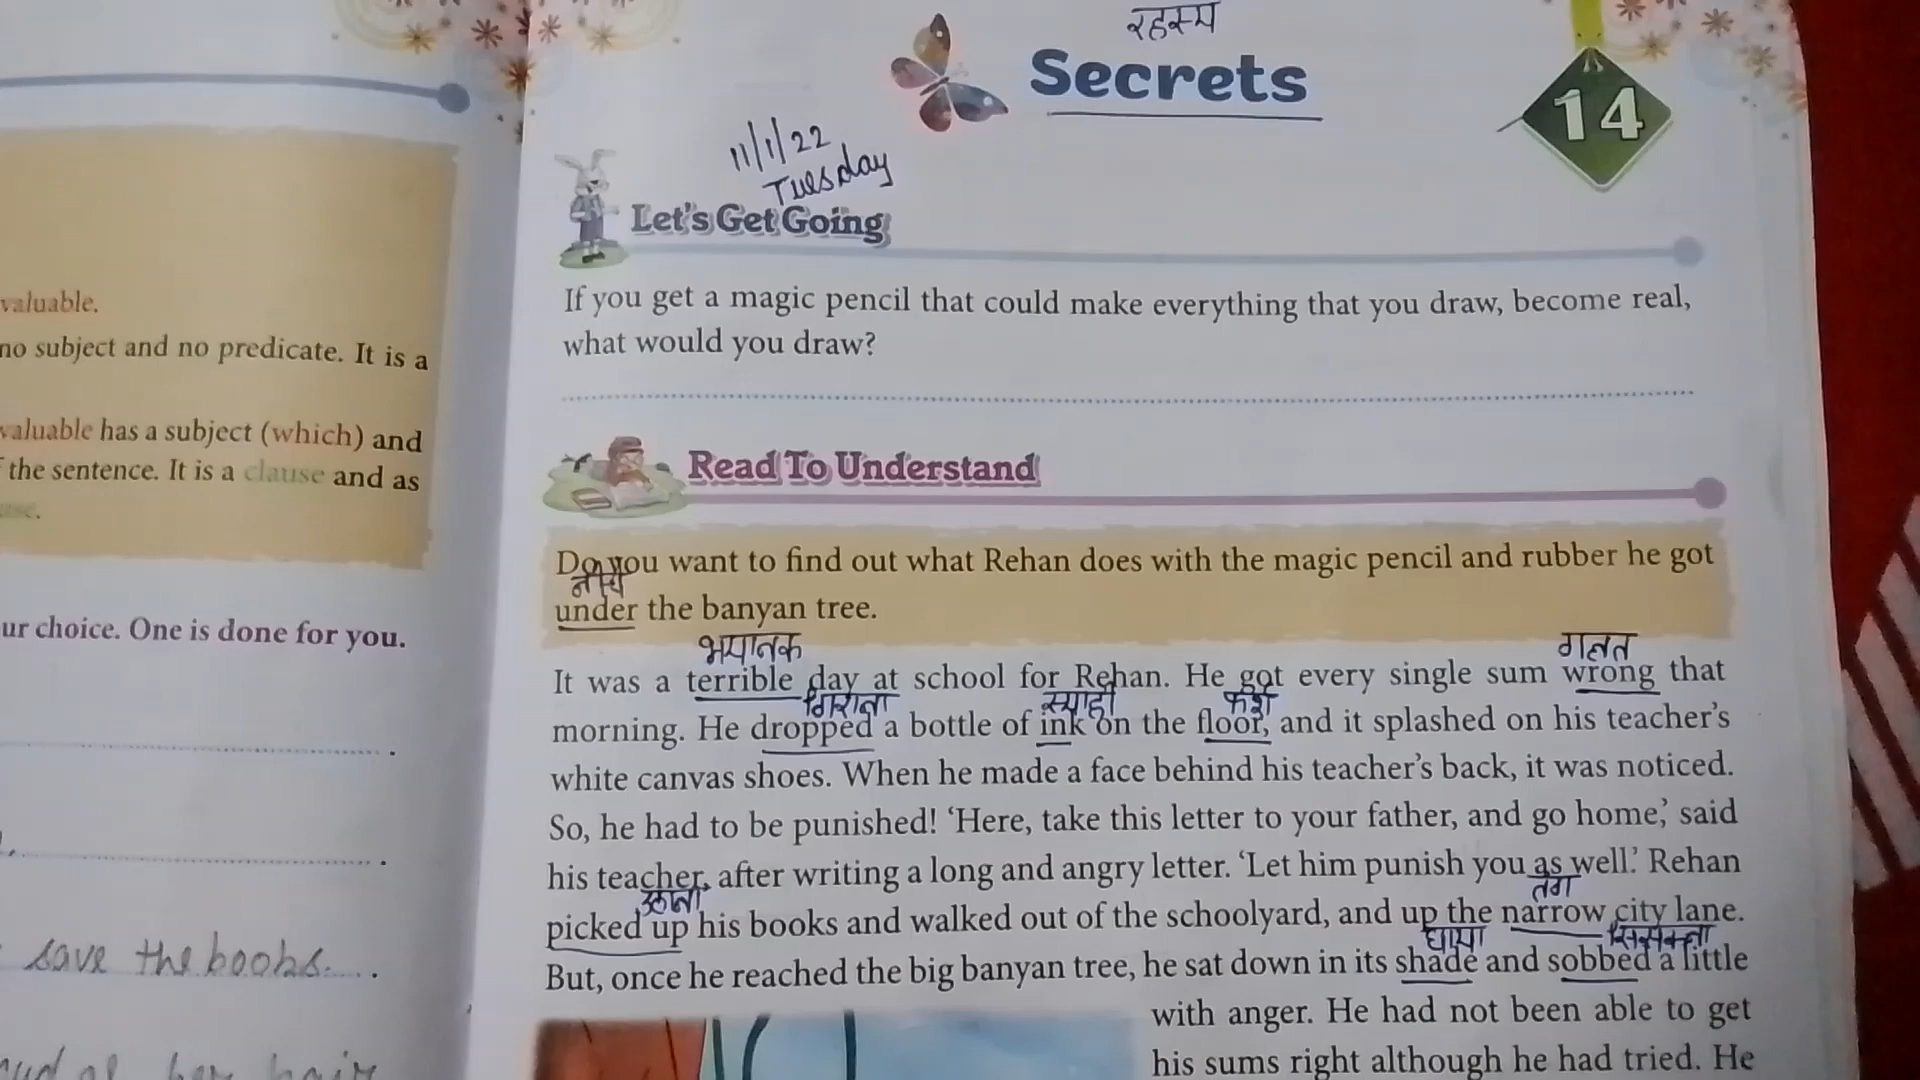 valuable.
no subject and no predicate. It is a
valuable has a subject (which) and
the sentence. It is a clause and as
ur choice. One is done for you.
save the books.
her hair
रहस्य
Secrets
14
11/1/22
Tuesday
Let's Get Going
If you get a magic pencil that could make everything that you draw, become real,
what would you draw?
Read To Understand
Do you want to find out what Rehan does with the magic pencil and rubber he got
under the banyan tree.
भयानक गलत
It was a terrible day at school for Rehan. He got every single sum wrong that
गिराना स्याही फर्श
morning. He dropped a bottle of ink on the floor, and it splashed on his teacher's
white canvas shoes. When he made a face behind his teacher's back, it was noticed.
So, he had to be punished! 'Here, take this letter to your father, and go home,' said
his teacher, after writing a long and angry letter. 'Let him punish you as well.' Rehan
उठाना तंग
picked up his books and walked out of the schoolyard, and up the narrow city lane.
But, once he reached the big banyan tree, he sat down in its shade and sobbed a little
with anger. He had not been able to get
his sums right although he had tried. He